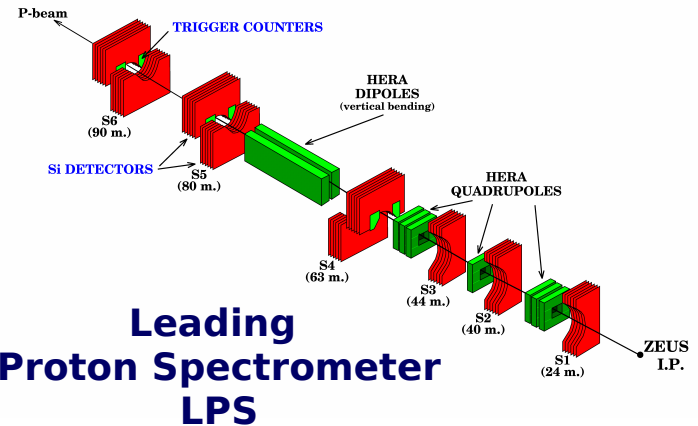 P-beam
TRIGGER COUNTERS
HERA
DIPOLES
(vertical bending)
S6
(90 m.)
Si DETECTORS
S5
(80 m.)
HERA
QUADRUPOLES
S4
(63 m.)
S3
(44 m.)
S2
(40 m.)
S1
(24 m.)
ZEUS
I.P.
Leading
Proton Spectrometer
LPS